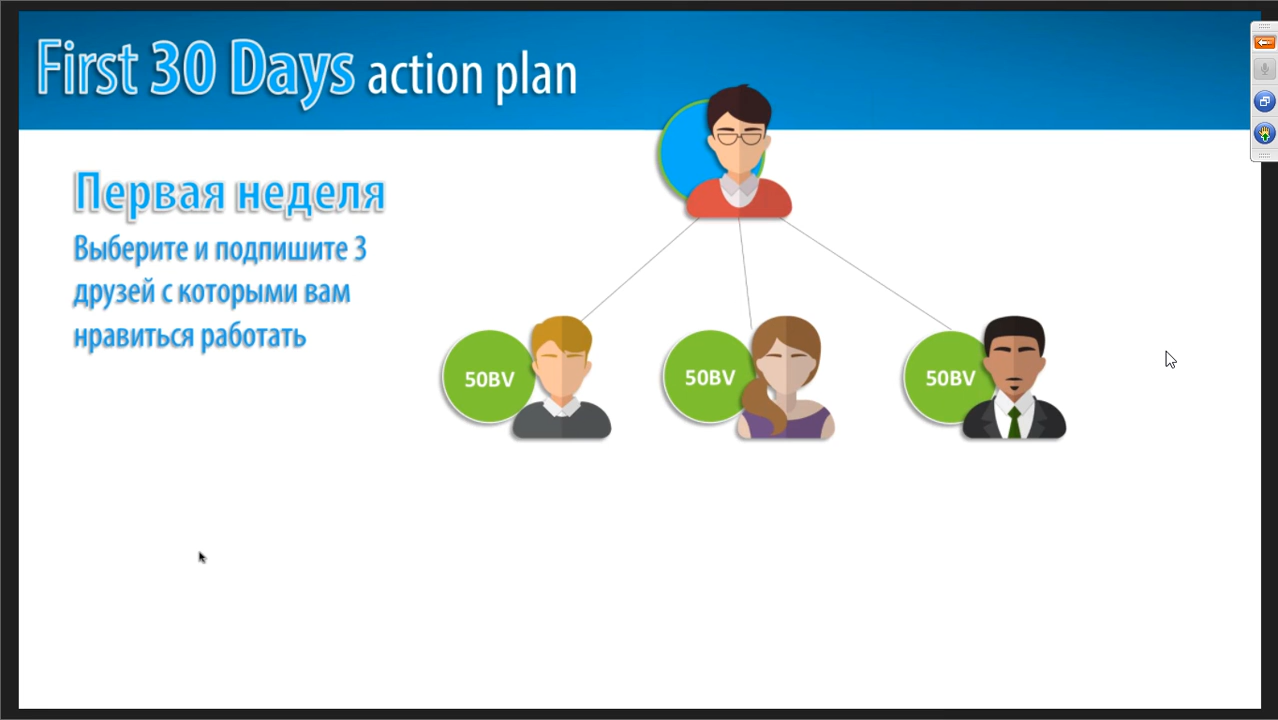 First 30 Days action plan
Первая неделя
Выберите и подпишите 3
друзей с которыми вам
нравиться работать
50BV
50BV
50BV